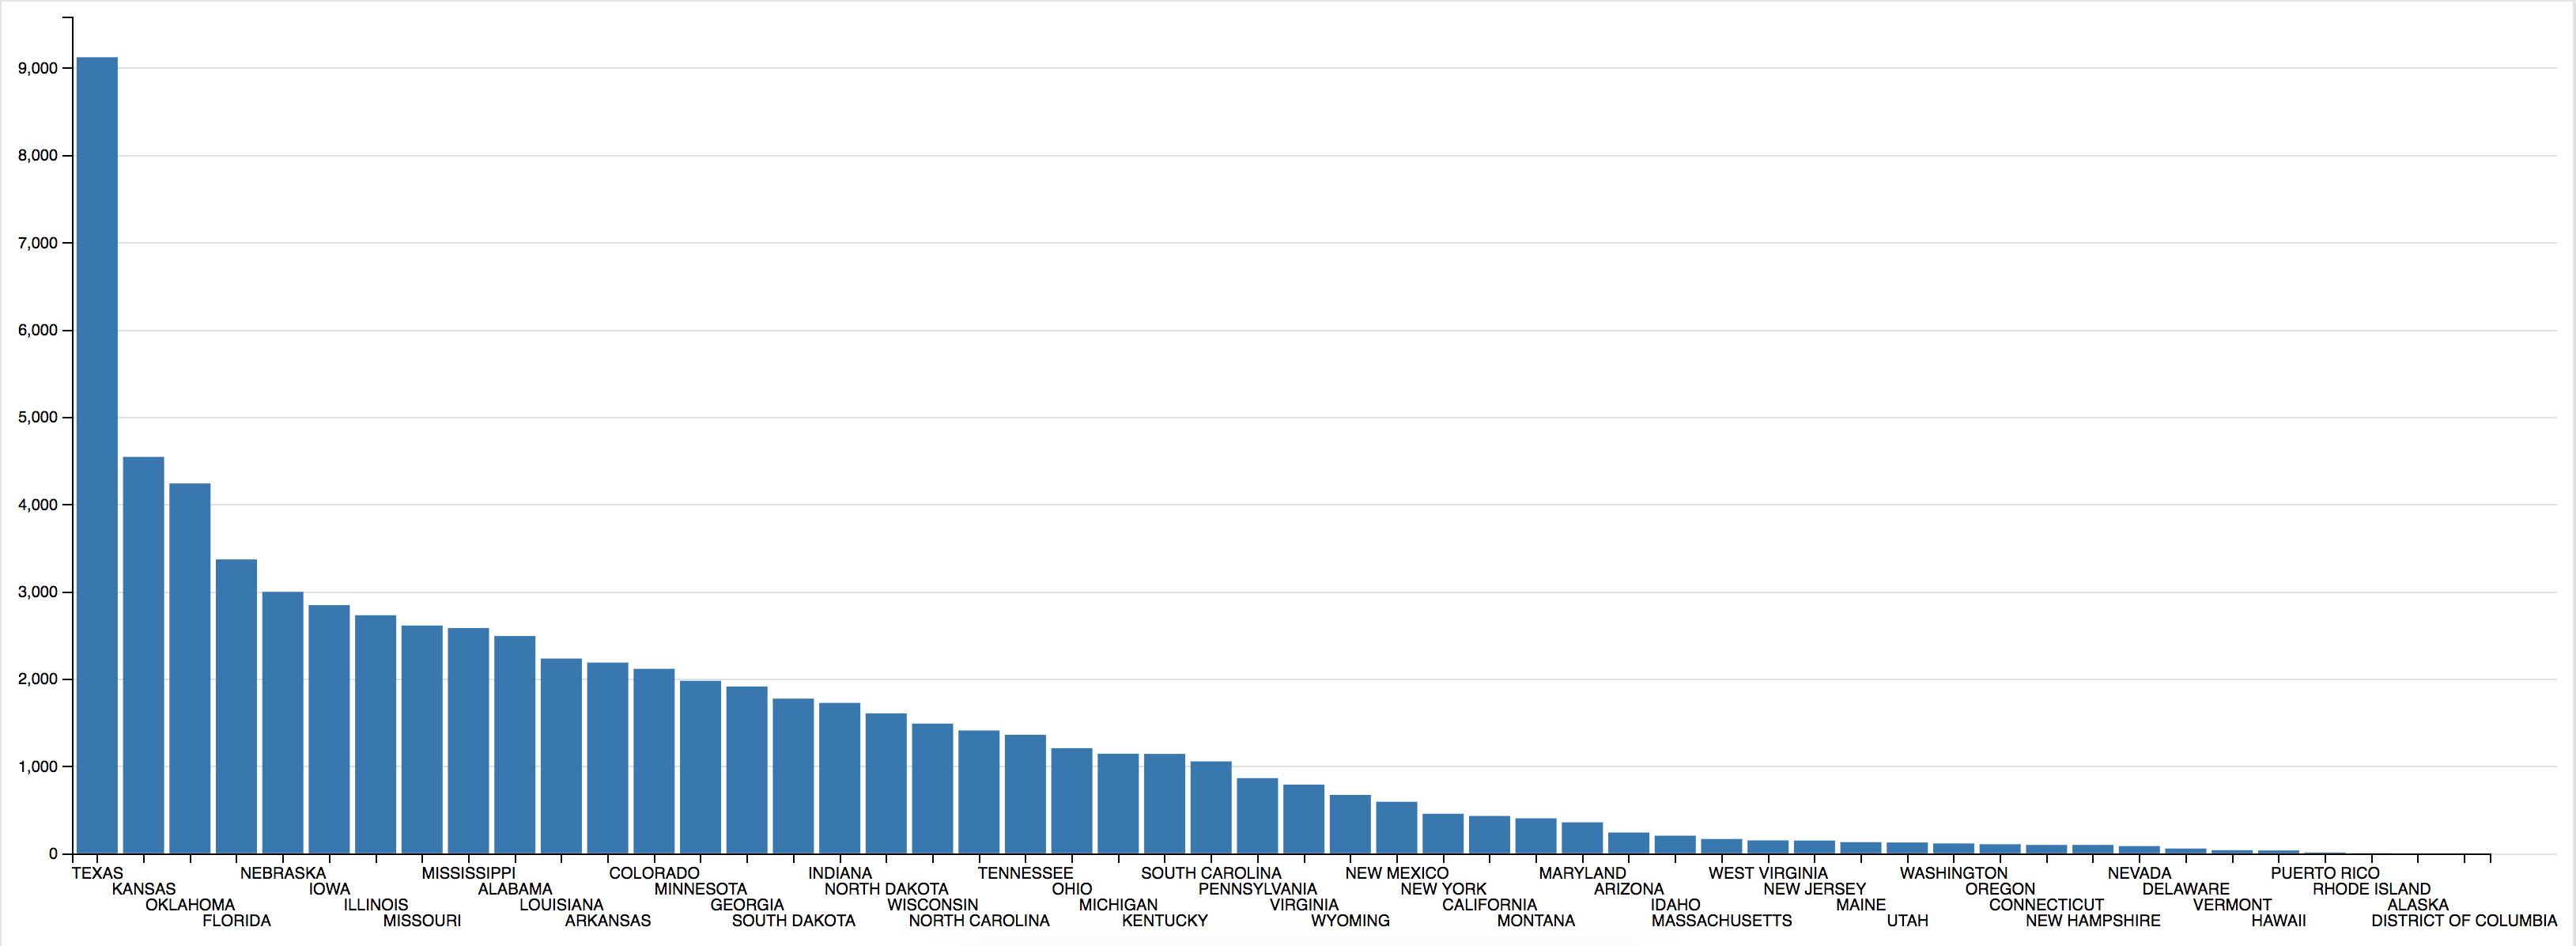 9,000
8,000
7,000
6,000
5,000
4,000
3,000
2,000
1,000
0
TEXAS NEBRASKA MISSISSIPPI COLORADO INDIANA TENNESSEE SOUTH CAROLINA NEW MEXICO MARYLAND WEST VIRGINIA WASHINGTON NEVADA PUERTO RICO
KANSAS IOWA ALABAMA MINNESOTA NORTH DAKOTA OHIO PENNSYLVANIA NEW YORK ARIZONA NEW JERSEY OREGON DELAWARE RHODE ISLAND
OKLAHOMA ILLINOIS LOUISIANA GEORGIA WISCONSIN MICHIGAN VIRGINIA CALIFORNIA IDAHO MAINE CONNECTICUT VERMONT ALASKA
FLORIDA MISSOURI ARKANSAS SOUTH DAKOTA NORTH CAROLINA KENTUCKY WYOMING MONTANA MASSACHUSETTS UTAH NEW HAMPSHIRE HAWAII DISTRICT OF COLUMBIA